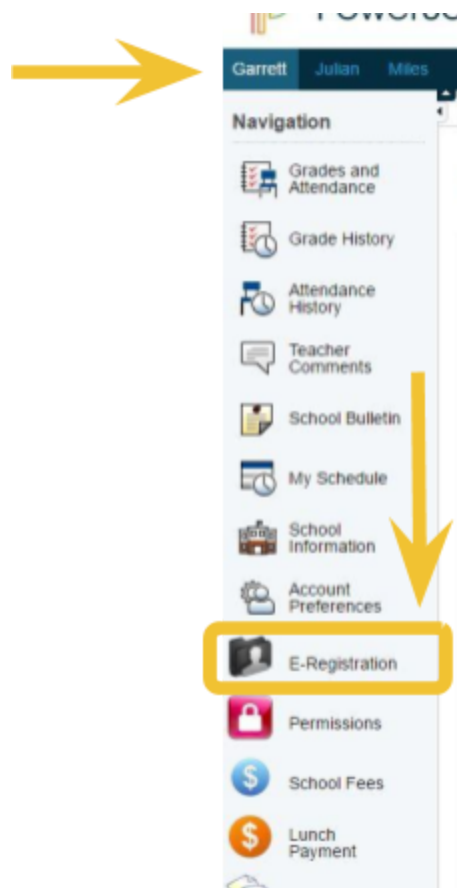 Garrett Julian Miles
Navigation
Grades and
Attendance
Grade History
Attendance
History
Teacher
Comments
School Bulletin
My Schedule
School
Information
Account
Preferences
E-Registration
Permissions
School Fees
Lunch
Payment